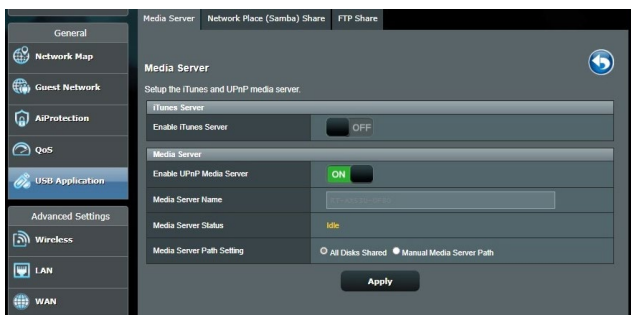 General
Network Map
Guest Network
AiProtection
QoS
USB Application
Advanced Settings
Wireless
LAN
WAN
Media Server
Network Place (Samba) Share
FTP Share
Media Server
Setup the iTunes and UPnP media server.
iTunes Server
Enable iTunes Server OFF
Media Server
Enable UPnP Media Server ON
Media Server Name
Media Server Status Idle
Media Server Path Setting All Disks Shared Manual Media Server Path
Apply